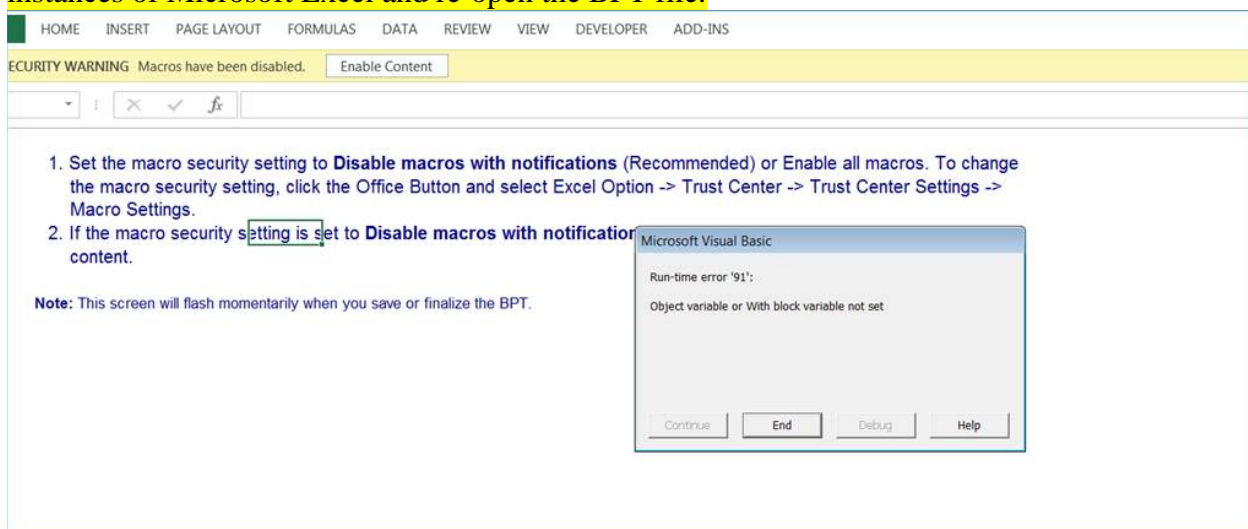 instances of Microsoft Excel and re-open the BPT file.
HOME INSERT PAGE LAYOUT FORMULAS DATA REVIEW VIEW DEVELOPER ADD-INS
ECURITY WARNING Macros have been disabled. Enable Content
fx
1. Set the macro security setting to Disable macros with notifications (Recommended) or Enable all macros. To change
the macro security setting, click the Office Button and select Excel Option -> Trust Center -> Trust Center Settings ->
Macro Settings.
2. If the macro security setting is set to Disable macros with notification
content.
Note: This screen will flash momentarily when you save or finalize the BPT.
Microsoft Visual Basic
Run-time error '91':
Object variable or With block variable not set
Continue End Debug Help